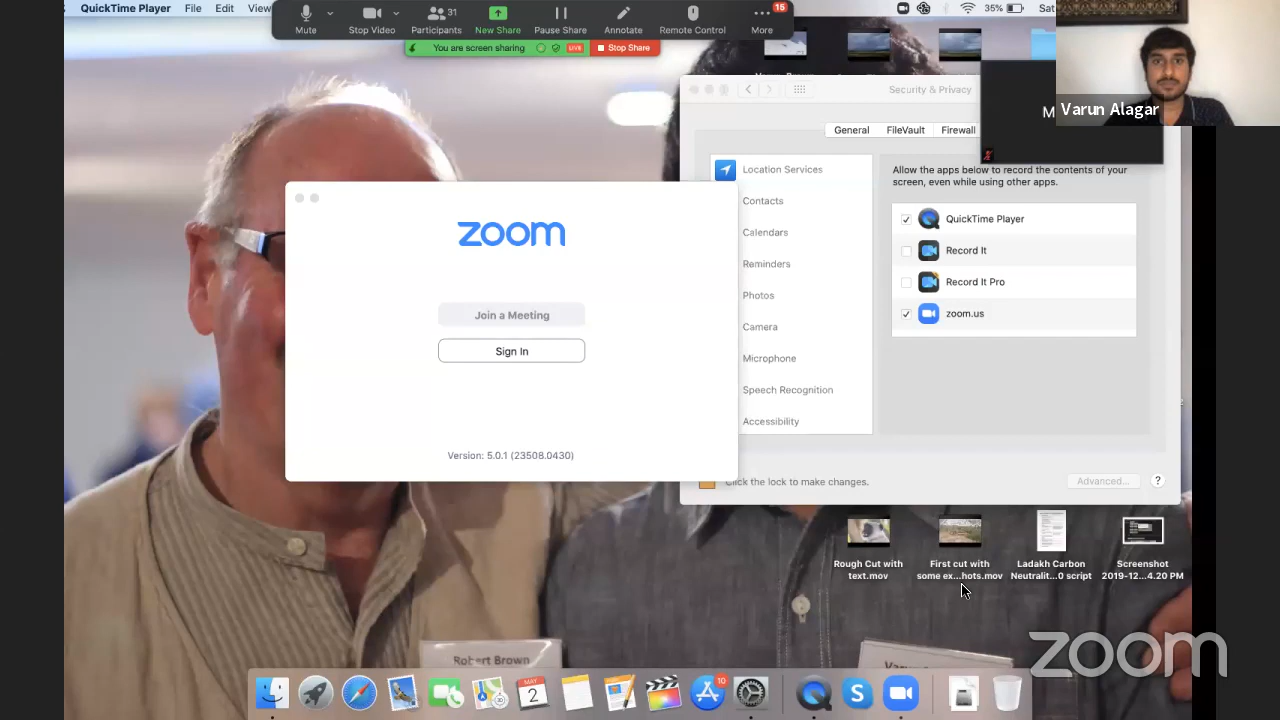 QuickTime Player File Edit View
35% Sat
31
15
Mute Stop Video Participants New Share Pause Share Annotate Remote Control More
You are screen sharing LIVE Stop Share
M
Varun Alagar
Security & Privacy
General FileVault Firewall
Location Services
Contacts
Calendars
Reminders
Photos
Camera
Microphone
Speech Recognition
Accessibility
Allow the apps below to record the contents of your
screen, even while using other apps.
QuickTime Player
Record It
Record It Pro
zoom.us
Click the lock to make changes.
Advanced...
?
zoom
Join a Meeting
Sign In
Version: 5.0.1 (23508.0430)
Rough Cut with
text.mov
First cut with
some ex...hots.mov
Ladakh Carbon
Neutralit...0 script
Screenshot
2019-12...4.20 PM
Robert Brown
zoom
MAY
2
10
S